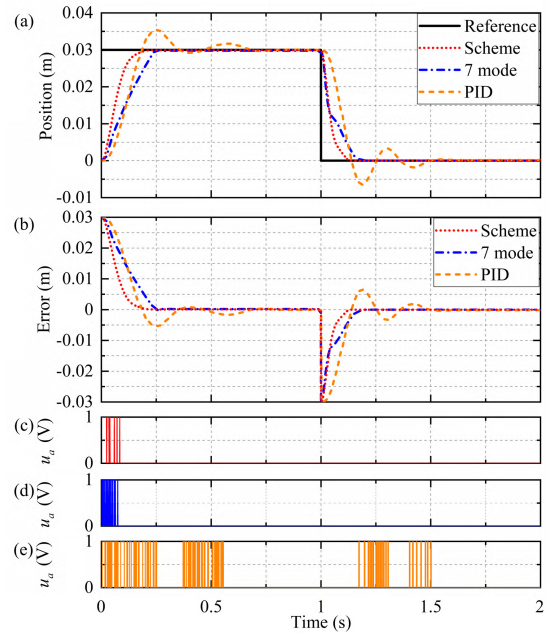 (a)
Position (m)
0.04
0.03
0.02
0.01
0
-0.01
Reference
Scheme
7 mode
PID
(b)
Error (m)
0.03
0.02
0.01
0
-0.01
-0.02
-0.03
Scheme
7 mode
PID
(c)
u_a (V)
1
0
(d)
u_a (V)
1
0
(e)
u_a (V)
1
0
0 0.5 1 1.5 2
Time (s)